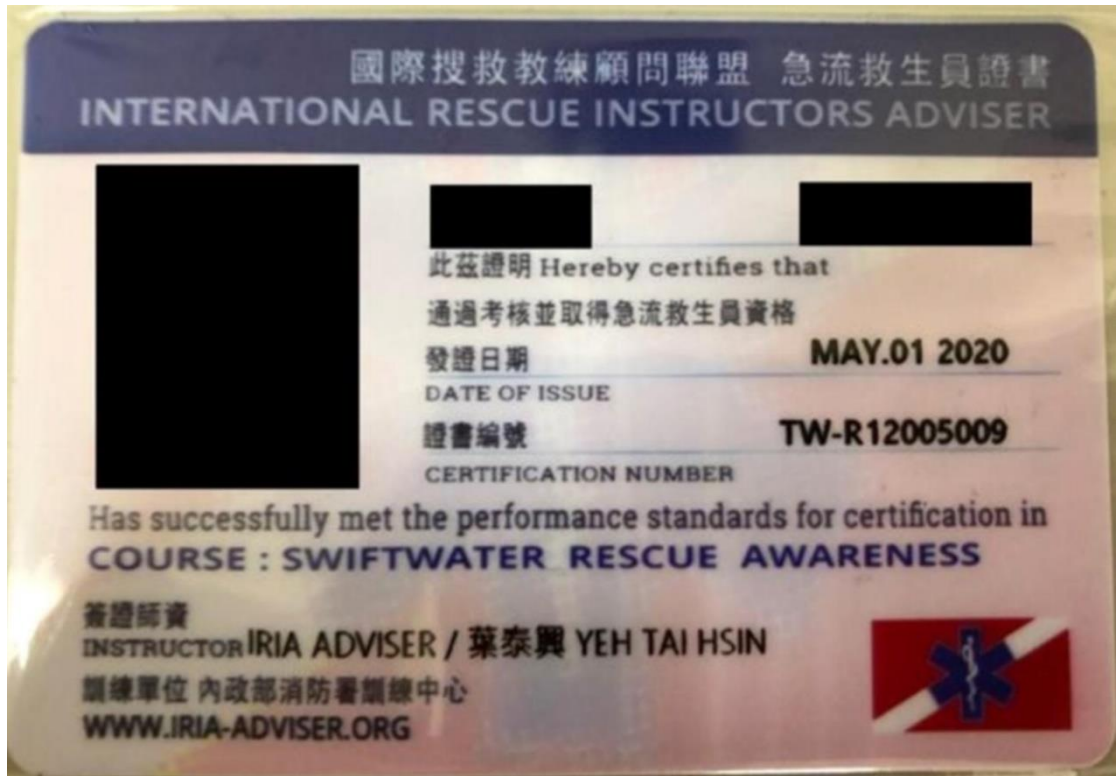 國際搜救教練顧問聯盟 急流救生員證書
INTERNATIONAL RESCUE INSTRUCTORS ADVISER
此茲證明 Hereby certifies that
通過考核並取得急流救生員資格
發證日期 MAY.01 2020
DATE OF ISSUE
證書編號 TW-R12005009
CERTIFICATION NUMBER
Has successfully met the performance standards for certification in
COURSE : SWIFTWATER RESCUE AWARENESS
簽證師資
INSTRUCTOR IRIA ADVISER / 葉泰興 YEH TAI HSIN
訓練單位 內政部消防署訓練中心
WWW.IRIA-ADVISER.ORG